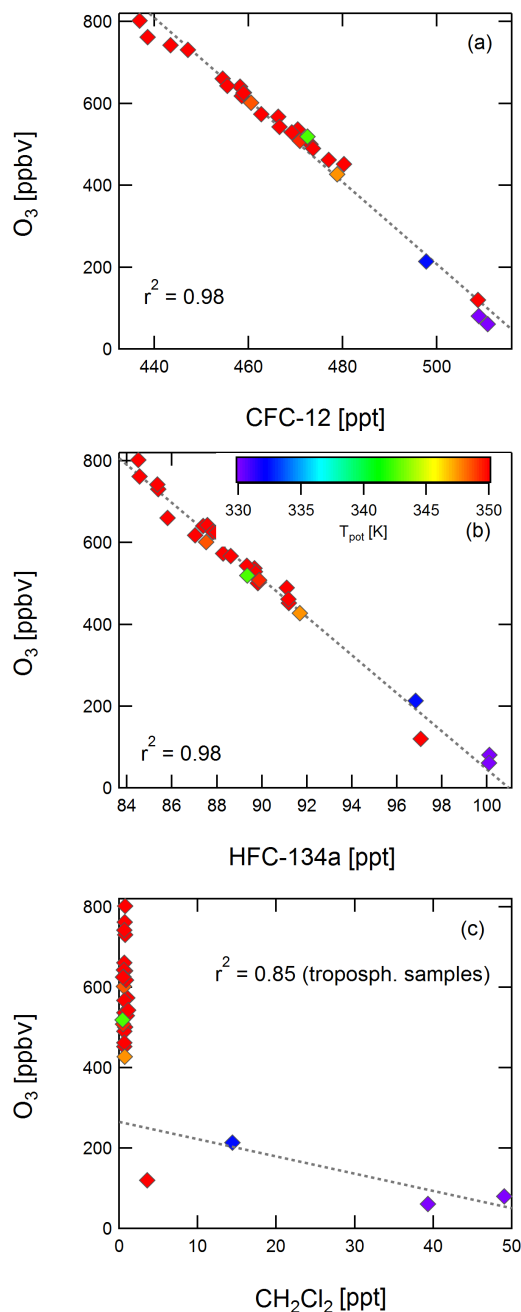 800
(a)
600
O3 [ppbv]
400
200
r2 = 0.98
0
440 460 480 500
CFC-12 [ppt]
800
330 335 340 345 350
Tpot [K]
(b)
600
O3 [ppbv]
400
200
r2 = 0.98
0
84 86 88 90 92 94 96 98 100
HFC-134a [ppt]
800
(c)
r2 = 0.85 (troposph. samples)
600
O3 [ppbv]
400
200
0
0 10 20 30 40 50
CH2Cl2 [ppt]